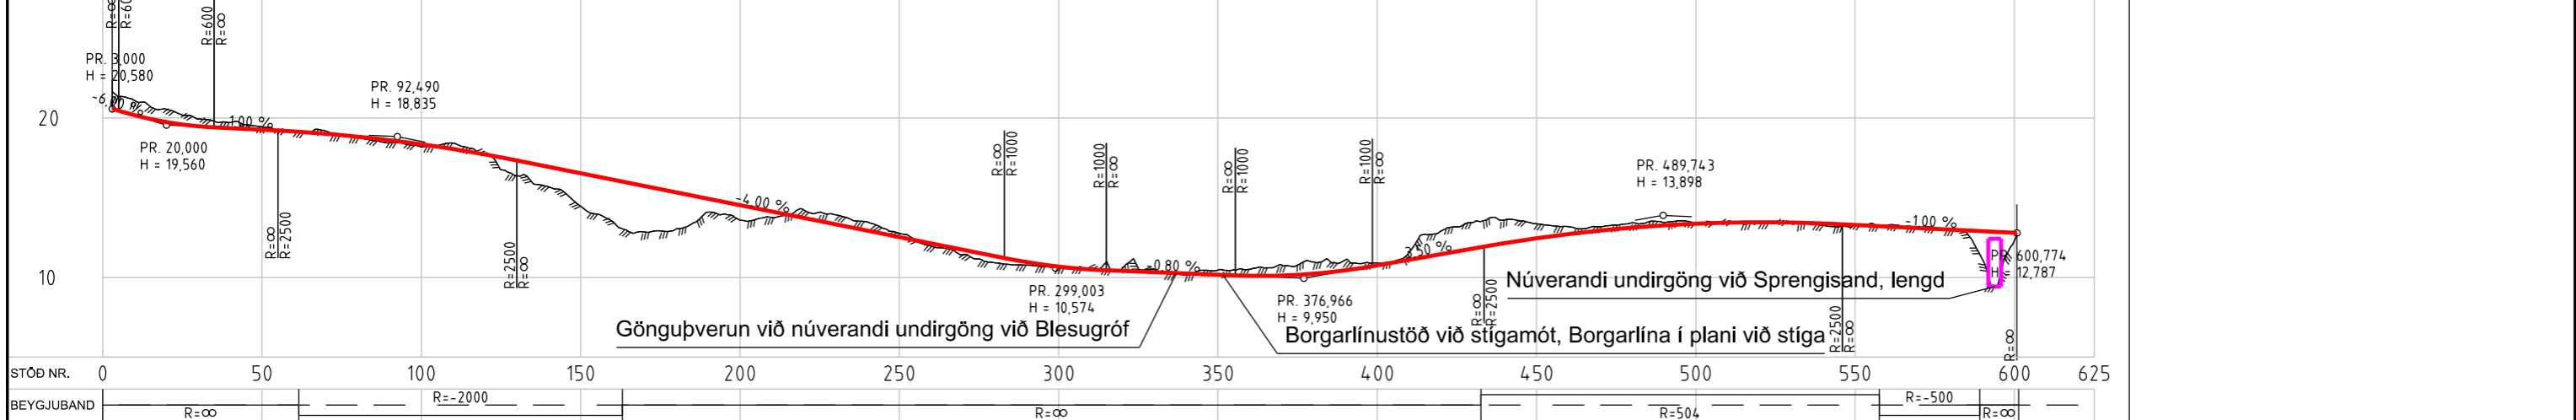 R=∞
R=60
R=600
R=∞
PR. 3,000
H = 20,580
-6,00 %
-1,00 %
PR. 92,490
H = 18,835
20
PR. 20,000
H = 19,560
R=∞
R=2500
R=2500
R=∞
-4,00 %
R=∞
R=1000
R=1000
R=∞
R=∞
R=1000
R=1000
R=∞
PR. 489,743
H = 13,898
-1,00 %
3,50 %
-0,80 %
10
PR. 299,003
H = 10,574
PR. 376,966
H = 9,950
R=∞
R=2500
Núverandi undirgöng við Sprengisand, lengd
PR. 600,774
H = 12,787
Gönguþverun við núverandi undirgöng við Blesugróf
Borgarlínustöð við stígamót, Borgarlína í plani við stíga
R=2500
R=∞
R=∞
STÖÐ NR. 0 50 100 150 200 250 300 350 400 450 500 550 600 625
BEYGJUBAND R=∞ R=-2000 R=∞ R=504 R=-500 R=∞